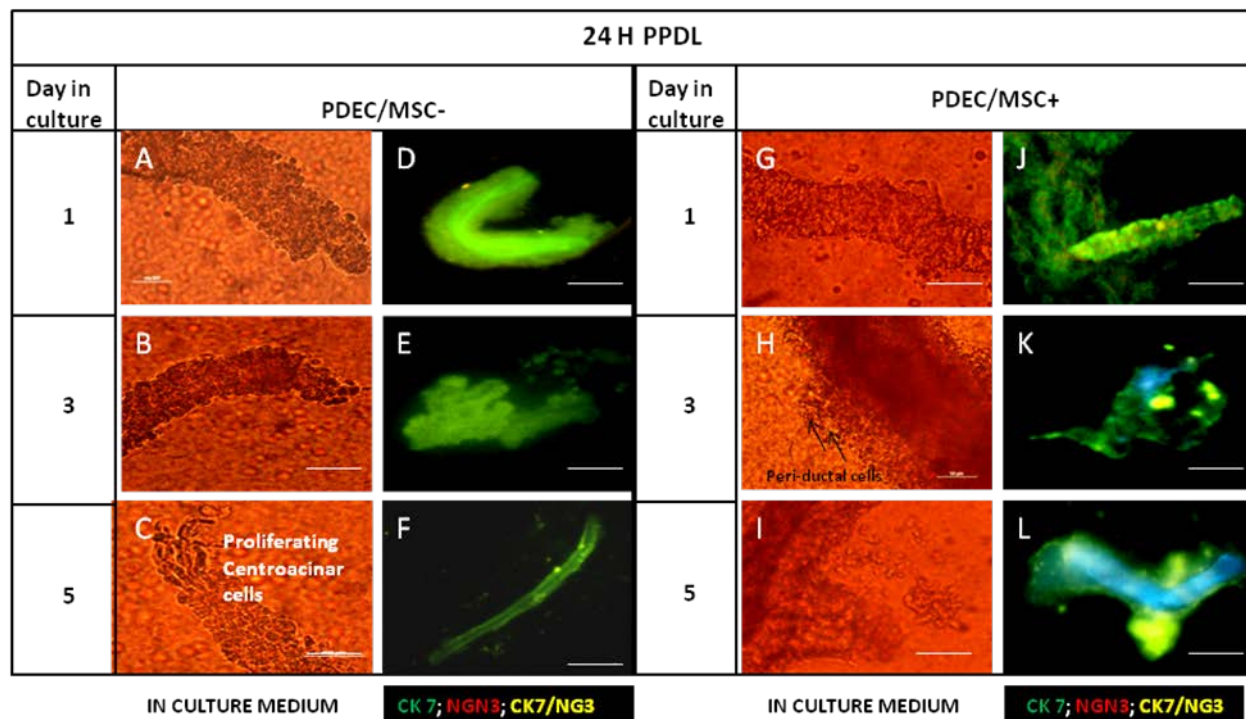 24 H PPDL
Day in
culture
PDEC/MSC-
Day in
culture
PDEC/MSC+
A
D
1
G
J
1
B
E
3
H
Peri-ductal cells
K
3
C
Proliferating
Centroacinar
cells
F
5
I
L
5
IN CULTURE MEDIUM
CK 7; NGN3; CK7/NG3
IN CULTURE MEDIUM
CK 7; NGN3; CK7/NG3